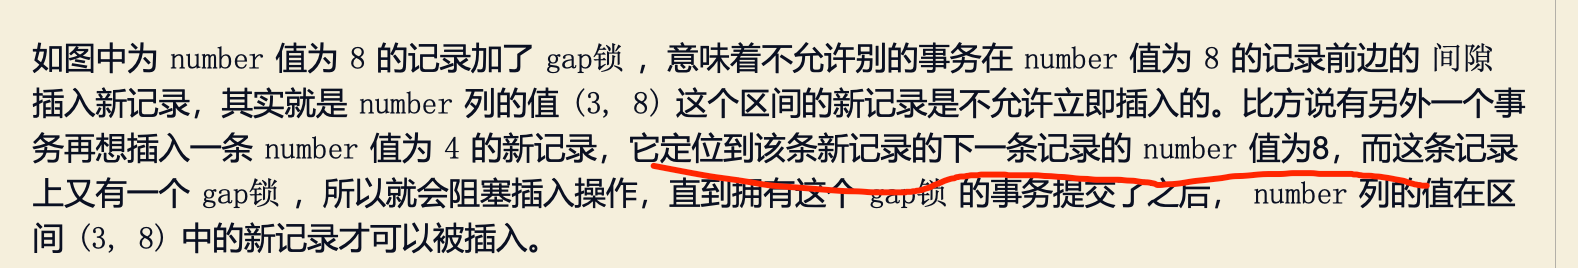 如图中为 number 值为 8 的记录加了 gap锁 ，意味着不允许别的事务在 number 值为 8 的记录前边的 间隙
插入新记录，其实就是 number 列的值（3, 8）这个区间的新记录是不允许立即插入的。比方说有另外一个事
务再想插入一条 number 值为 4 的新记录，它定位到该条新记录的下一条记录的 number 值为8，而这条记录
上又有一个 gap锁 ，所以就会阻塞插入操作，直到拥有这个 gap锁 的事务提交了之后， number 列的值在区
间（3, 8）中的新记录才可以被插入。